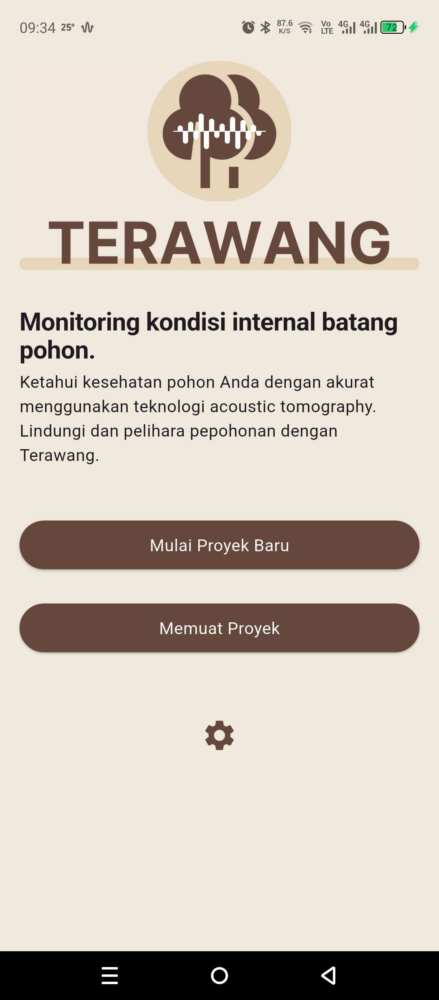 09:34 25°
87.6 K/S Vo LTE 4G 4G 72
TERAWANG
Monitoring kondisi internal batang
pohon.
Ketahui kesehatan pohon Anda dengan akurat
menggunakan teknologi acoustic tomography.
Lindungi dan pelihara pepohonan dengan
Terawang.
Mulai Proyek Baru
Memuat Proyek